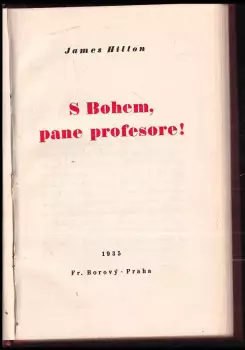 James Hilton
S Bohem,
pane profesore!
1935
Fr. Borový - Praha